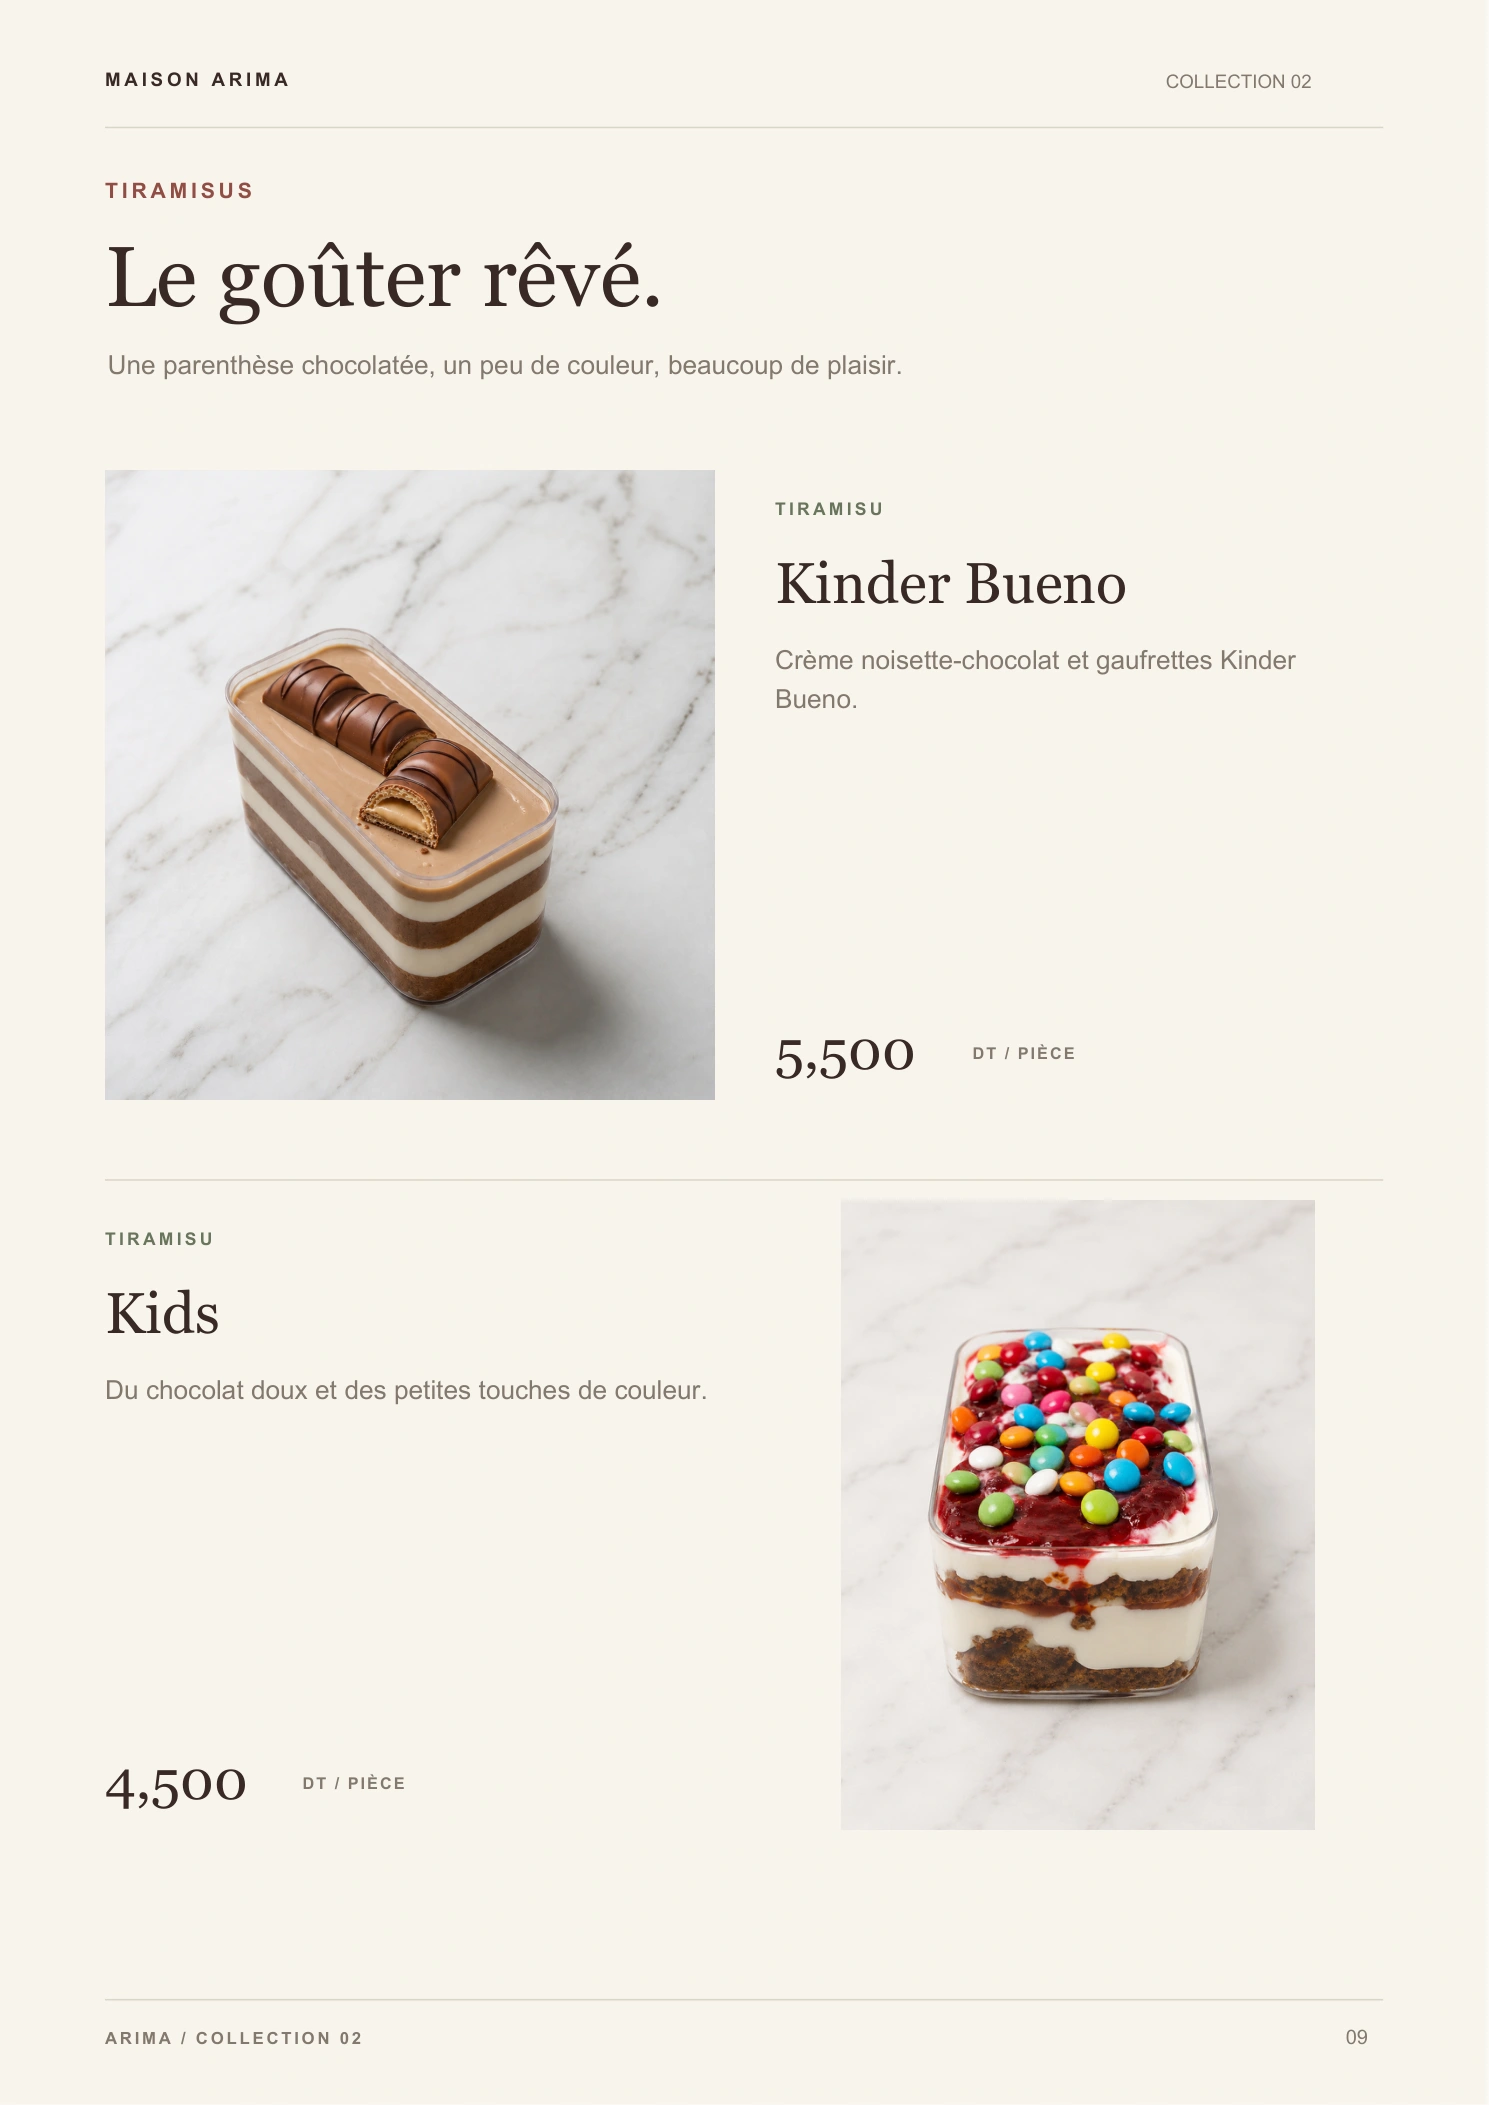 MAISON ARIMA
COLLECTION 02
TIRAMISUS
Le goûter rêvé.
Une parenthèse chocolatée, un peu de couleur, beaucoup de plaisir.
TIRAMISU
Kinder Bueno
Crème noisette-chocolat et gaufrettes Kinder
Bueno.
5,500 DT / PIÈCE
TIRAMISU
Kids
Du chocolat doux et des petites touches de couleur.
4,500 DT / PIÈCE
ARIMA / COLLECTION 02
09